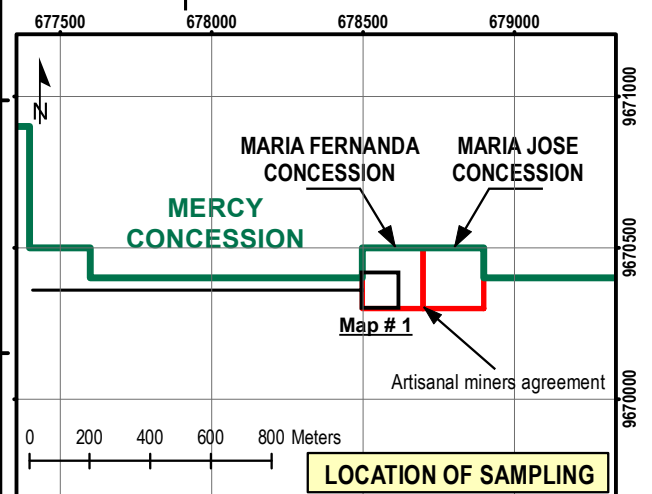 677500 678000 678500 679000
9671000
N
MARIA FERNANDA
CONCESSION
MARIA JOSE
CONCESSION
MERCY
CONCESSION
9670500
Map # 1
Artisanal miners agreement
9670000
0 200 400 600 800 Meters
LOCATION OF SAMPLING